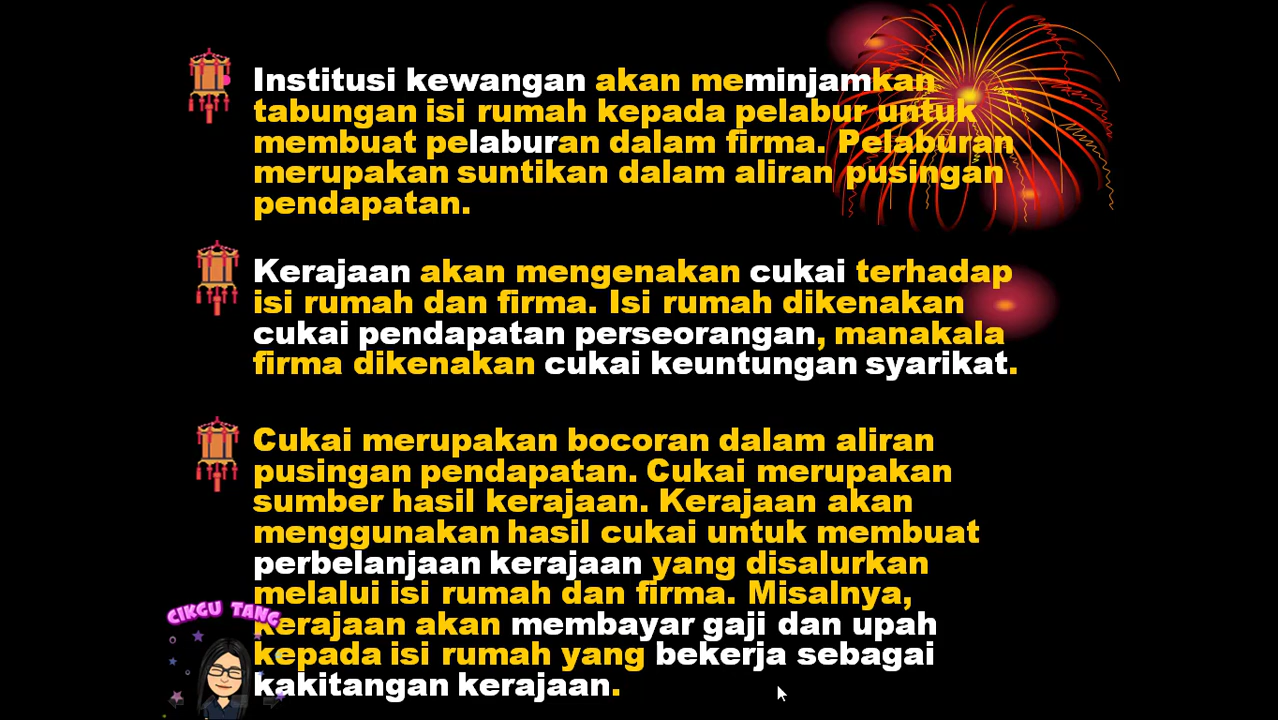 Institusi kewangan akan meminjamkan
tabungan isi rumah kepada pelabur untuk
membuat pelaburan dalam firma. Pelaburan
merupakan suntikan dalam aliran pusingan
pendapatan.
Kerajaan akan mengenakan cukai terhadap
isi rumah dan firma. Isi rumah dikenakan
cukai pendapatan perseorangan, manakala
firma dikenakan cukai keuntungan syarikat.
Cukai merupakan bocoran dalam aliran
pusingan pendapatan. Cukai merupakan
sumber hasil kerajaan. Kerajaan akan
menggunakan hasil cukai untuk membuat
perbelanjaan kerajaan yang disalurkan
melalui isi rumah dan firma. Misalnya,
kerajaan akan membayar gaji dan upah
kepada isi rumah yang bekerja sebagai
kakitangan kerajaan.
CIKGU TANG